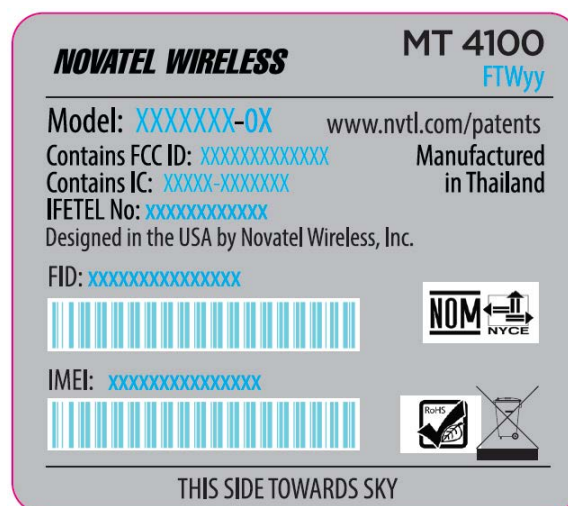 NOVATEL WIRELESS
MT 4100
FTWyy
Model: XXXXXXX-0X
www.nvtl.com/patents
Contains FCC ID: XXXXXXXXXXXXX
Manufactured
Contains IC: XXXXX-XXXXXXX
in Thailand
IFETEL No: xxxxxxxxxxxxx
Designed in the USA by Novatel Wireless, Inc.
FID: xxxxxxxxxxxxxxx
NOM
NYCE
IMEI: xxxxxxxxxxxxxxx
RoHS
THIS SIDE TOWARDS SKY